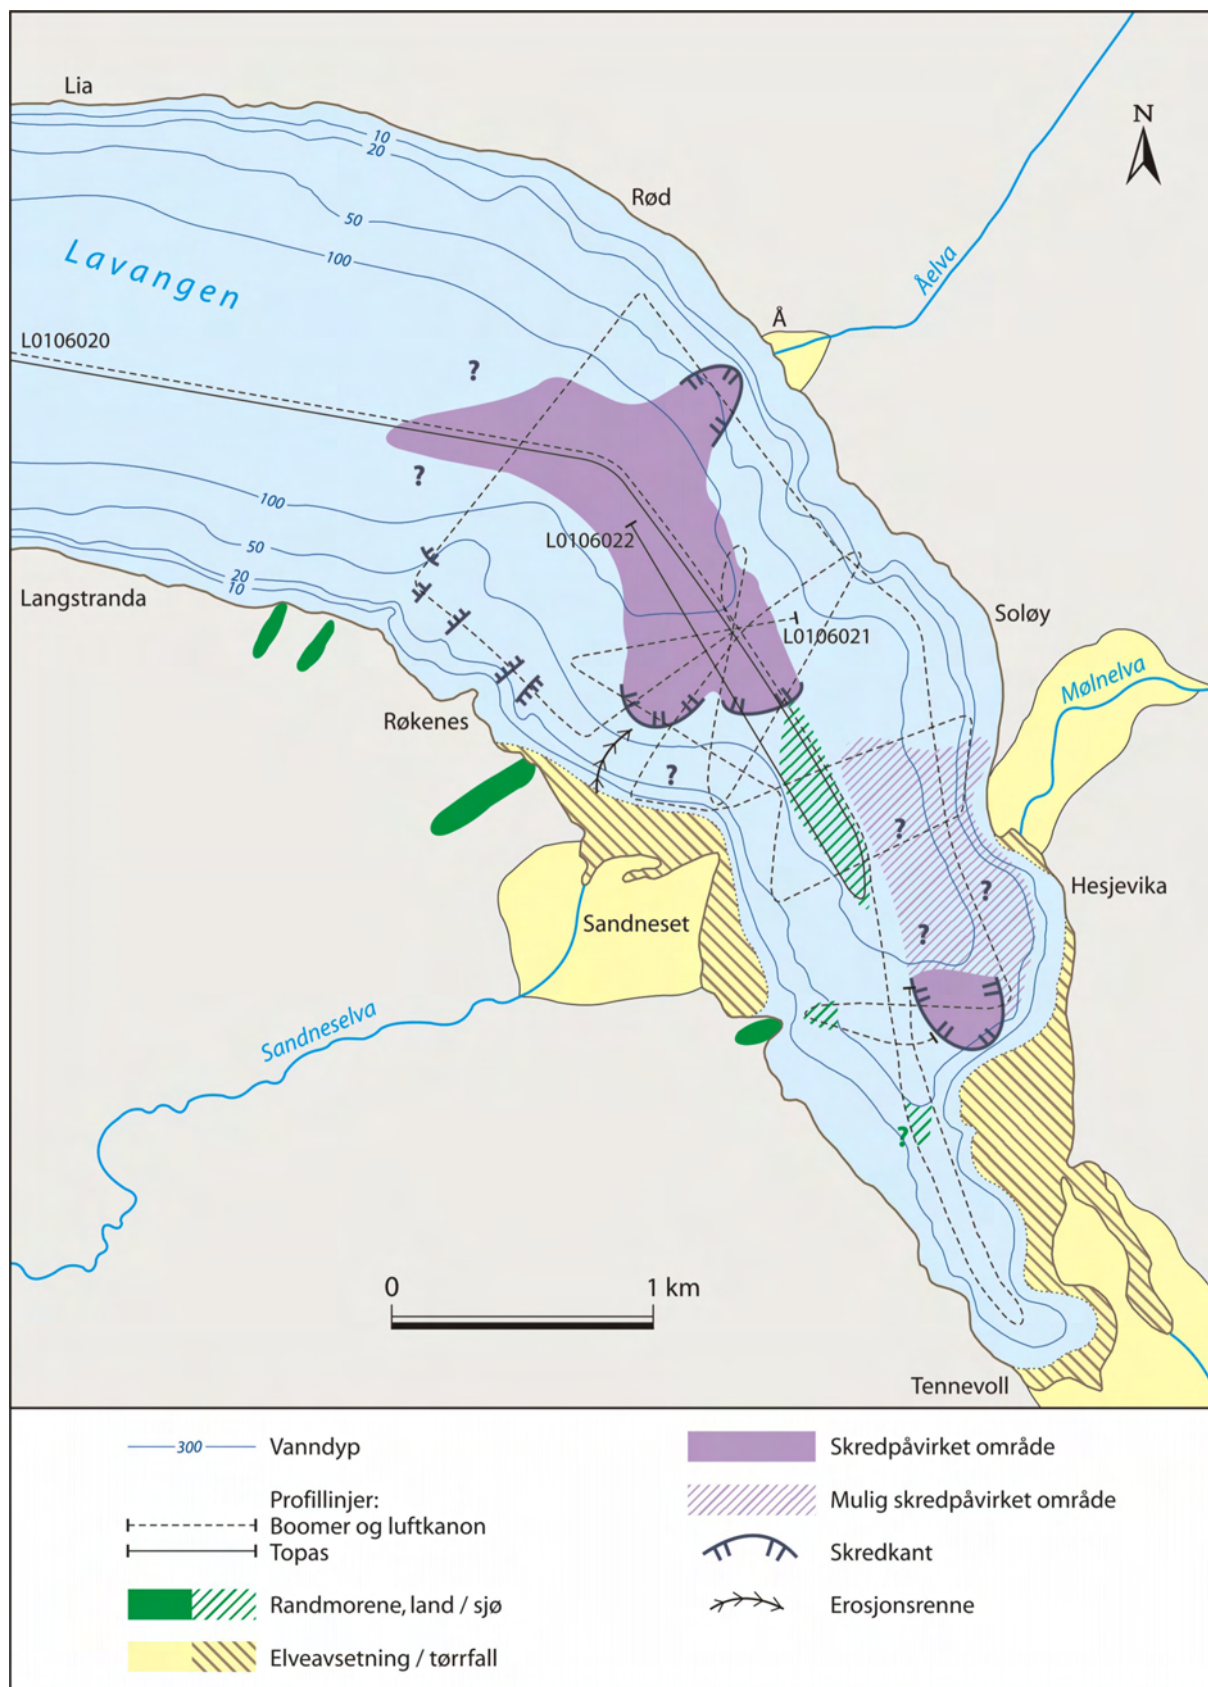 Lia
N
10
20
Rød
50
100
Lavangen
Åelva
Å
L0106020
?
?
100
L0106022
50
20
10
Langstranda
Soløy
L0106021
Mølnelva
Røkenes
?
?
?
Hesjevika
Sandneset
?
Sandneselva
?
0 1 km
Tennevoll
300 Vanndyp
Profillinjer:
Boomer og luftkanon
Topas
Randmorene, land / sjø
Elveavsetning / tørrfall
Skredpåvirket område
Mulig skredpåvirket område
Skredkant
Erosjonsrenne